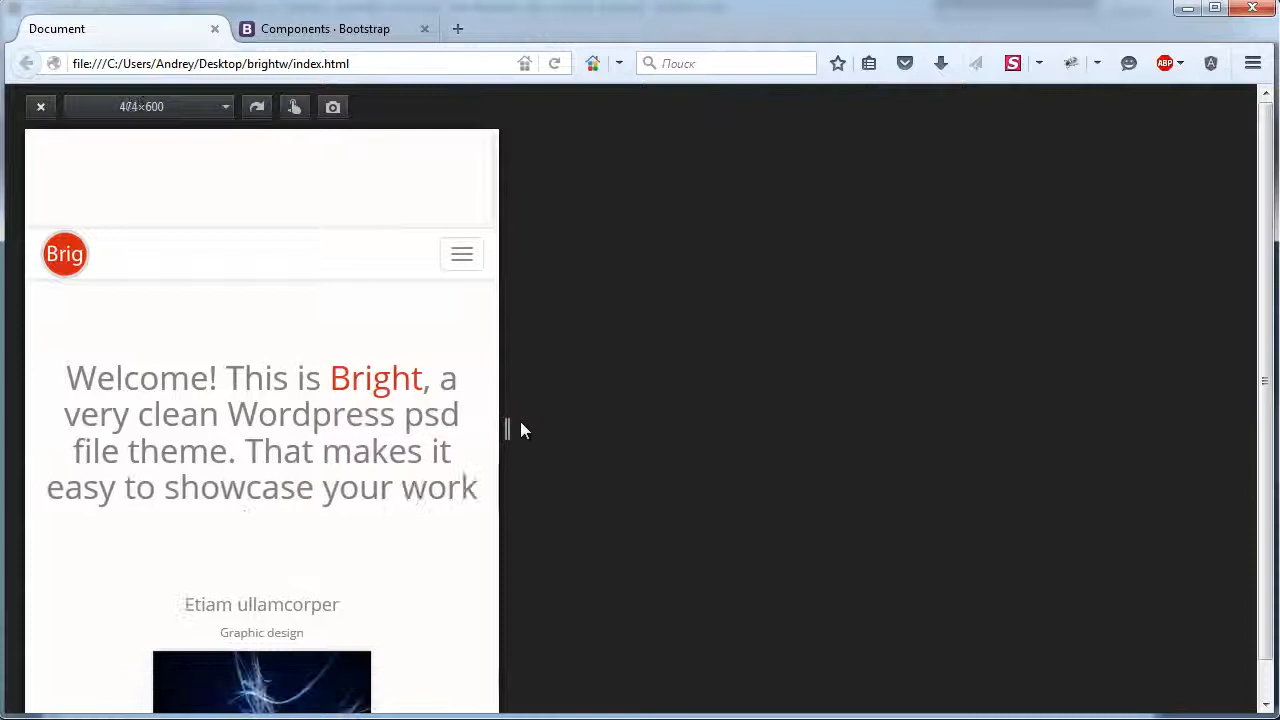 Document
Components · Bootstrap
file:///C:/Users/Andrey/Desktop/brightw/index.html
Поиск
S
ABP
474×600
Brig
Welcome! This is Bright, a
very clean Wordpress psd
file theme. That makes it
easy to showcase your work
Etiam ullamcorper
Graphic design